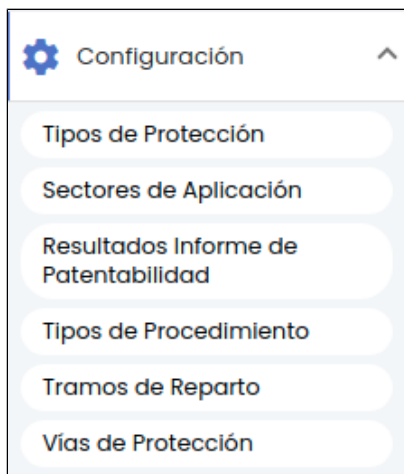 Configuración
Tipos de Protección
Sectores de Aplicación
Resultados Informe de
Patentabilidad
Tipos de Procedimiento
Tramos de Reparto
Vías de Protección